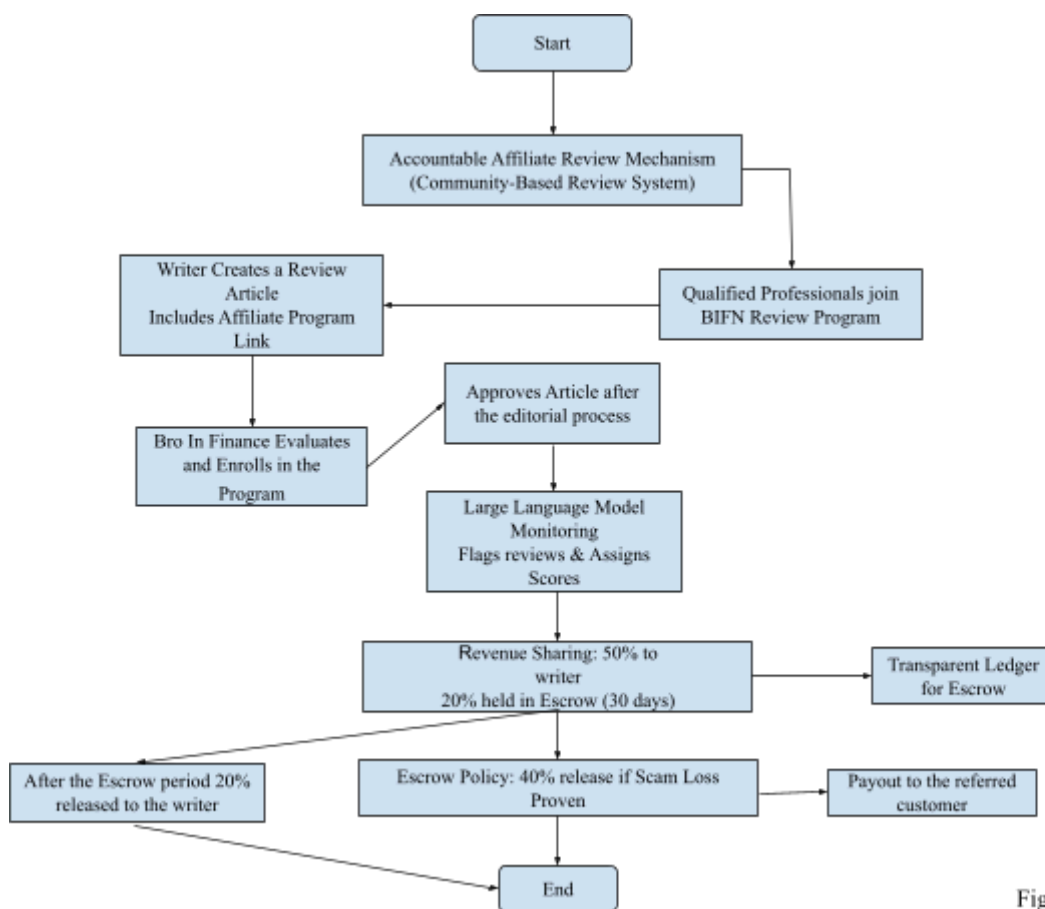 Start
Accountable Affiliate Review Mechanism
(Community-Based Review System)
Writer Creates a Review
Article
Includes Affiliate Program
Link
Qualified Professionals join
BIFN Review Program
Approves Article after
the editorial process
Bro In Finance Evaluates
and Enrolls in the
Program
Large Language Model
Monitoring
Flags reviews & Assigns
Scores
Revenue Sharing: 50% to
writer
20% held in Escrow (30 days)
Transparent Ledger
for Escrow
After the Escrow period 20%
released to the writer
Escrow Policy: 40% release if Scam Loss
Proven
Payout to the referred
customer
End
Fig